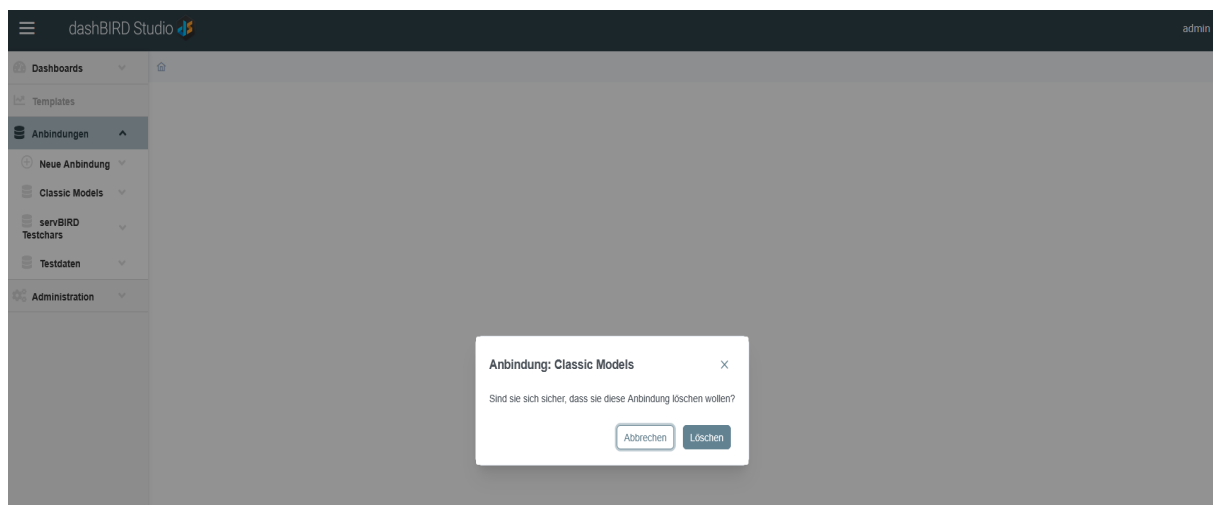 dashBIRD Studio
admin
Dashboards
Templates
Anbindungen
Neue Anbindung
Classic Models
servBIRD
Testchars
Testdaten
Administration
Anbindung: Classic Models
Sind sie sich sicher, dass sie diese Anbindung löschen wollen?
Abbrechen
Löschen